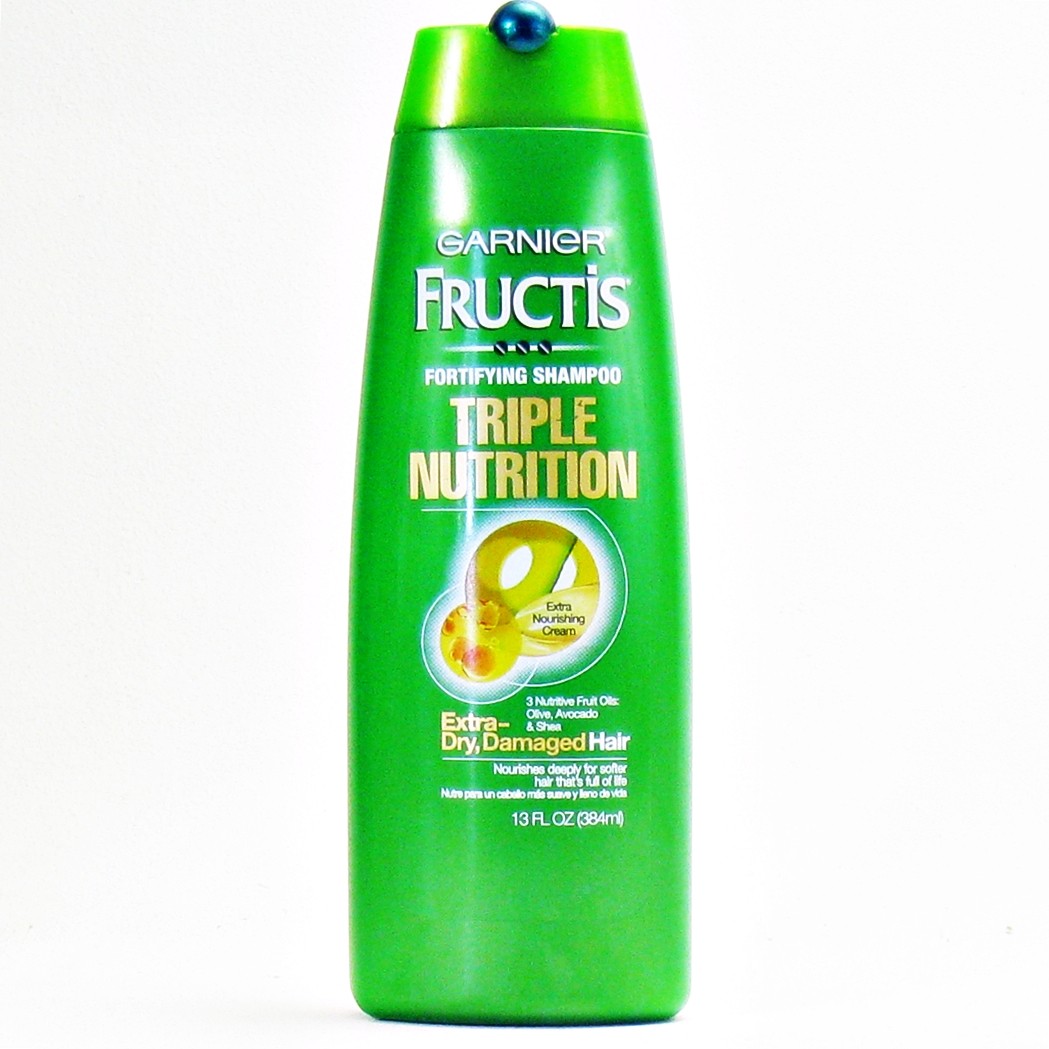 GARNIER
FRUCTIS
FORTIFYING SHAMPOO
TRIPLE
NUTRITION
Extra
Nourishing
Cream
3 Nutritive Fruit Oils:
Olive, Avocado
& Shea
Extra-
Dry, Damaged Hair
Nourishes deeply for softer
hair that's full of life
Nutre para un cabello más suave y lleno de vida
13 FL OZ (384ml)